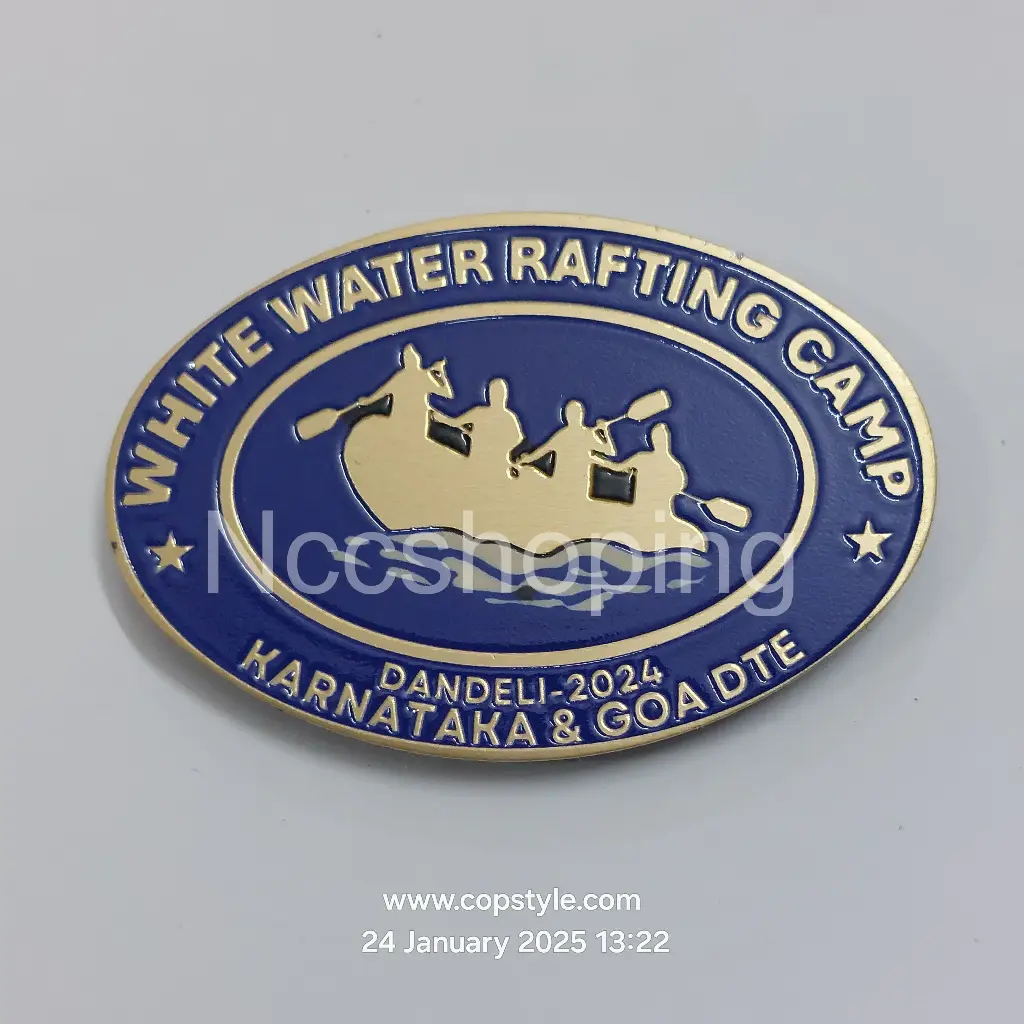 WHITE WATER RAFTING CAMP
Nccshoping
DANDELI-2024
KARNATAKA & GOA DTE
www.copstyle.com
24 January 2025 13:22